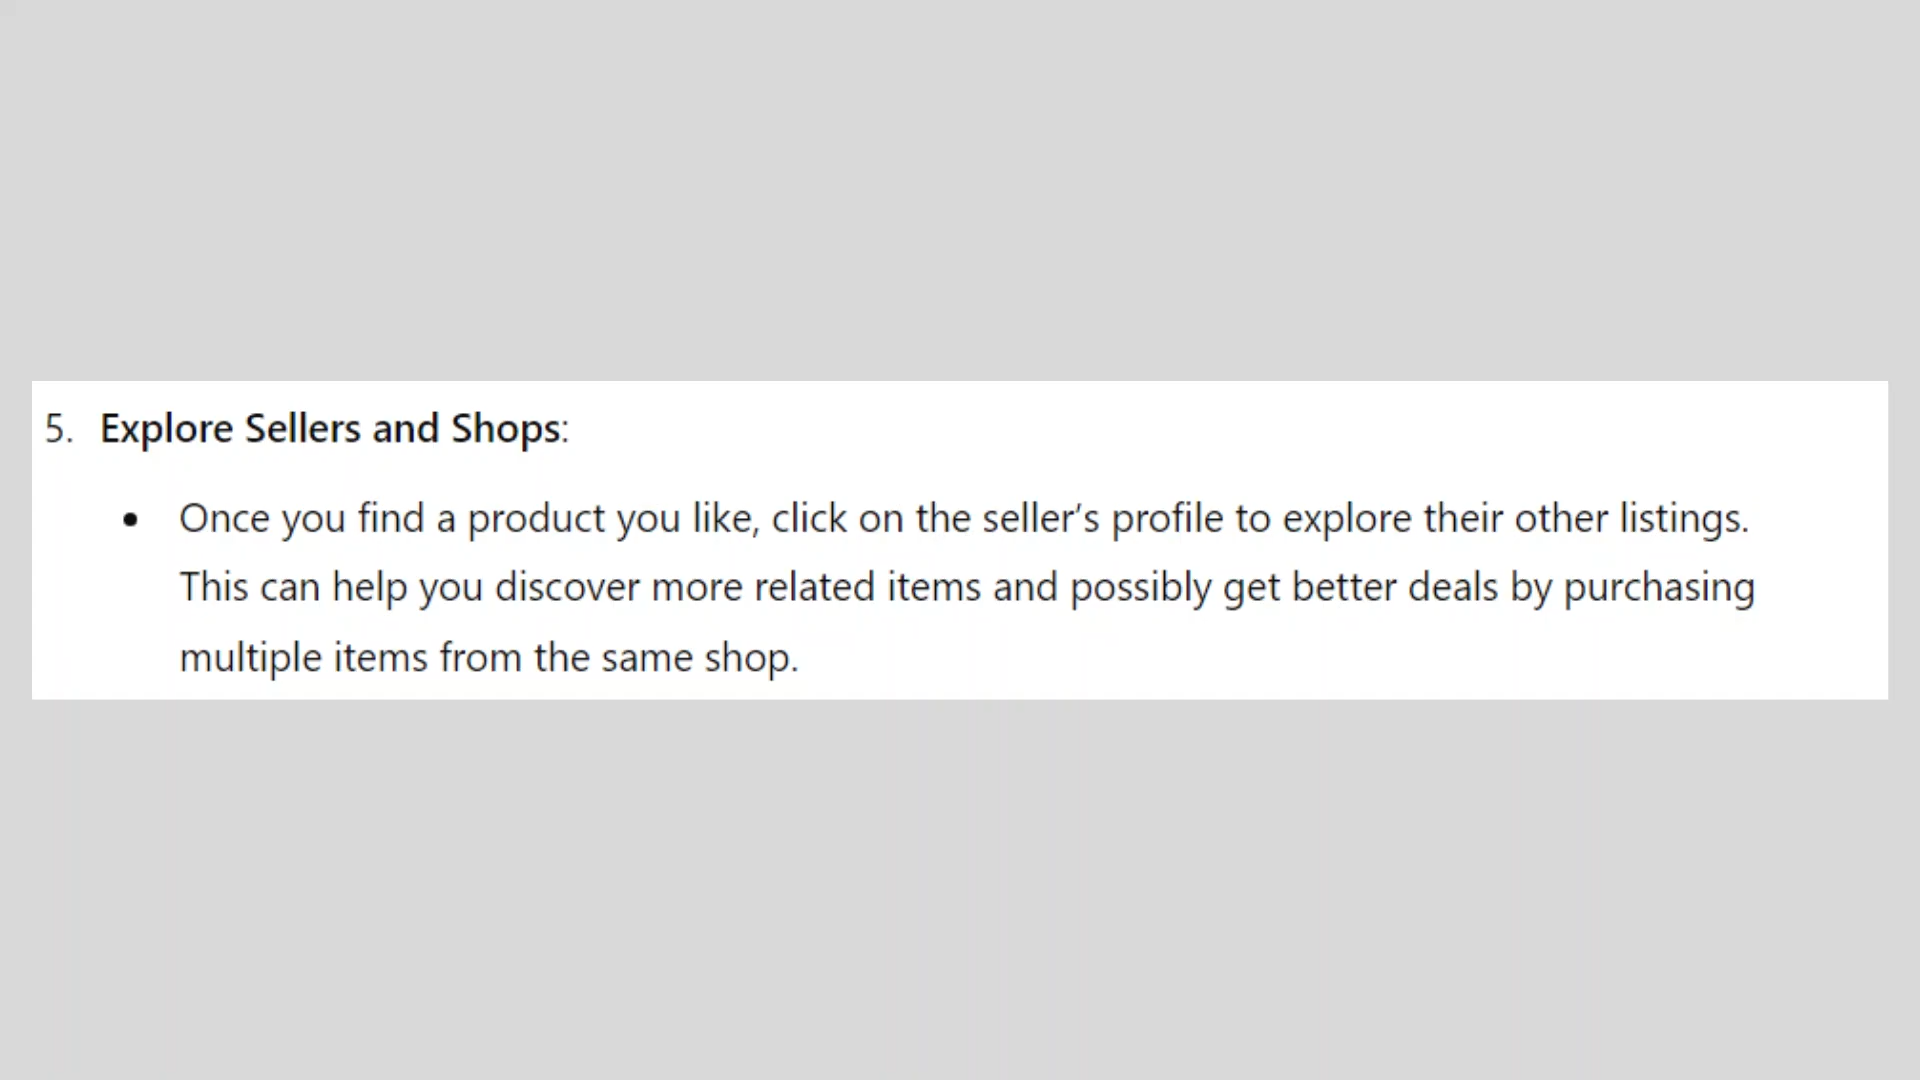 5. Explore Sellers and Shops:
• Once you find a product you like, click on the seller’s profile to explore their other listings.
This can help you discover more related items and possibly get better deals by purchasing
multiple items from the same shop.